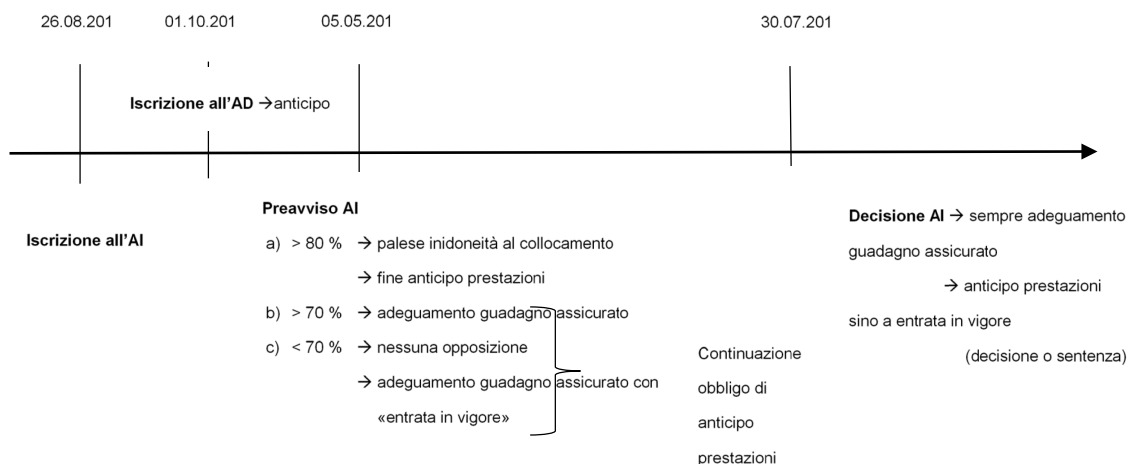 26.08.201 01.10.201 05.05.201 30.07.201
Iscrizione all'AD → anticipo
Iscrizione all'AI
Preavviso AI
a) > 80 % → palese inidoneità al collocamento
→ fine anticipo prestazioni
b) > 70 % → adeguamento guadagno assicurato
c) < 70 % → nessuna opposizione
→ adeguamento guadagno assicurato con
«entrata in vigore»
Continuazione
obbligo di
anticipo
prestazioni
Decisione AI → sempre adeguamento
guadagno assicurato
→ anticipo prestazioni
sino a entrata in vigore
(decisione o sentenza)